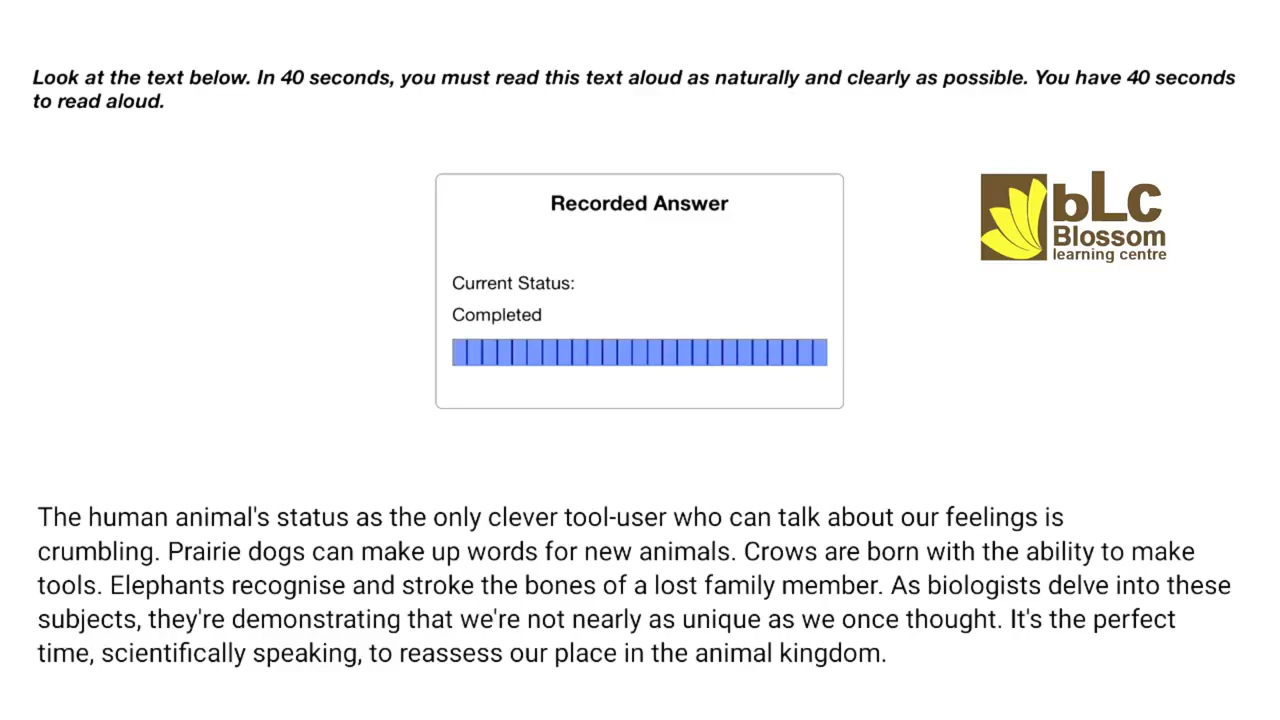 Look at the text below. In 40 seconds, you must read this text aloud as naturally and clearly as possible. You have 40 seconds
to read aloud.
Recorded Answer
bLc
Blossom
learning centre
Current Status:
Completed
The human animal's status as the only clever tool-user who can talk about our feelings is
crumbling. Prairie dogs can make up words for new animals. Crows are born with the ability to make
tools. Elephants recognise and stroke the bones of a lost family member. As biologists delve into these
subjects, they're demonstrating that we're not nearly as unique as we once thought. It's the perfect
time, scientifically speaking, to reassess our place in the animal kingdom.